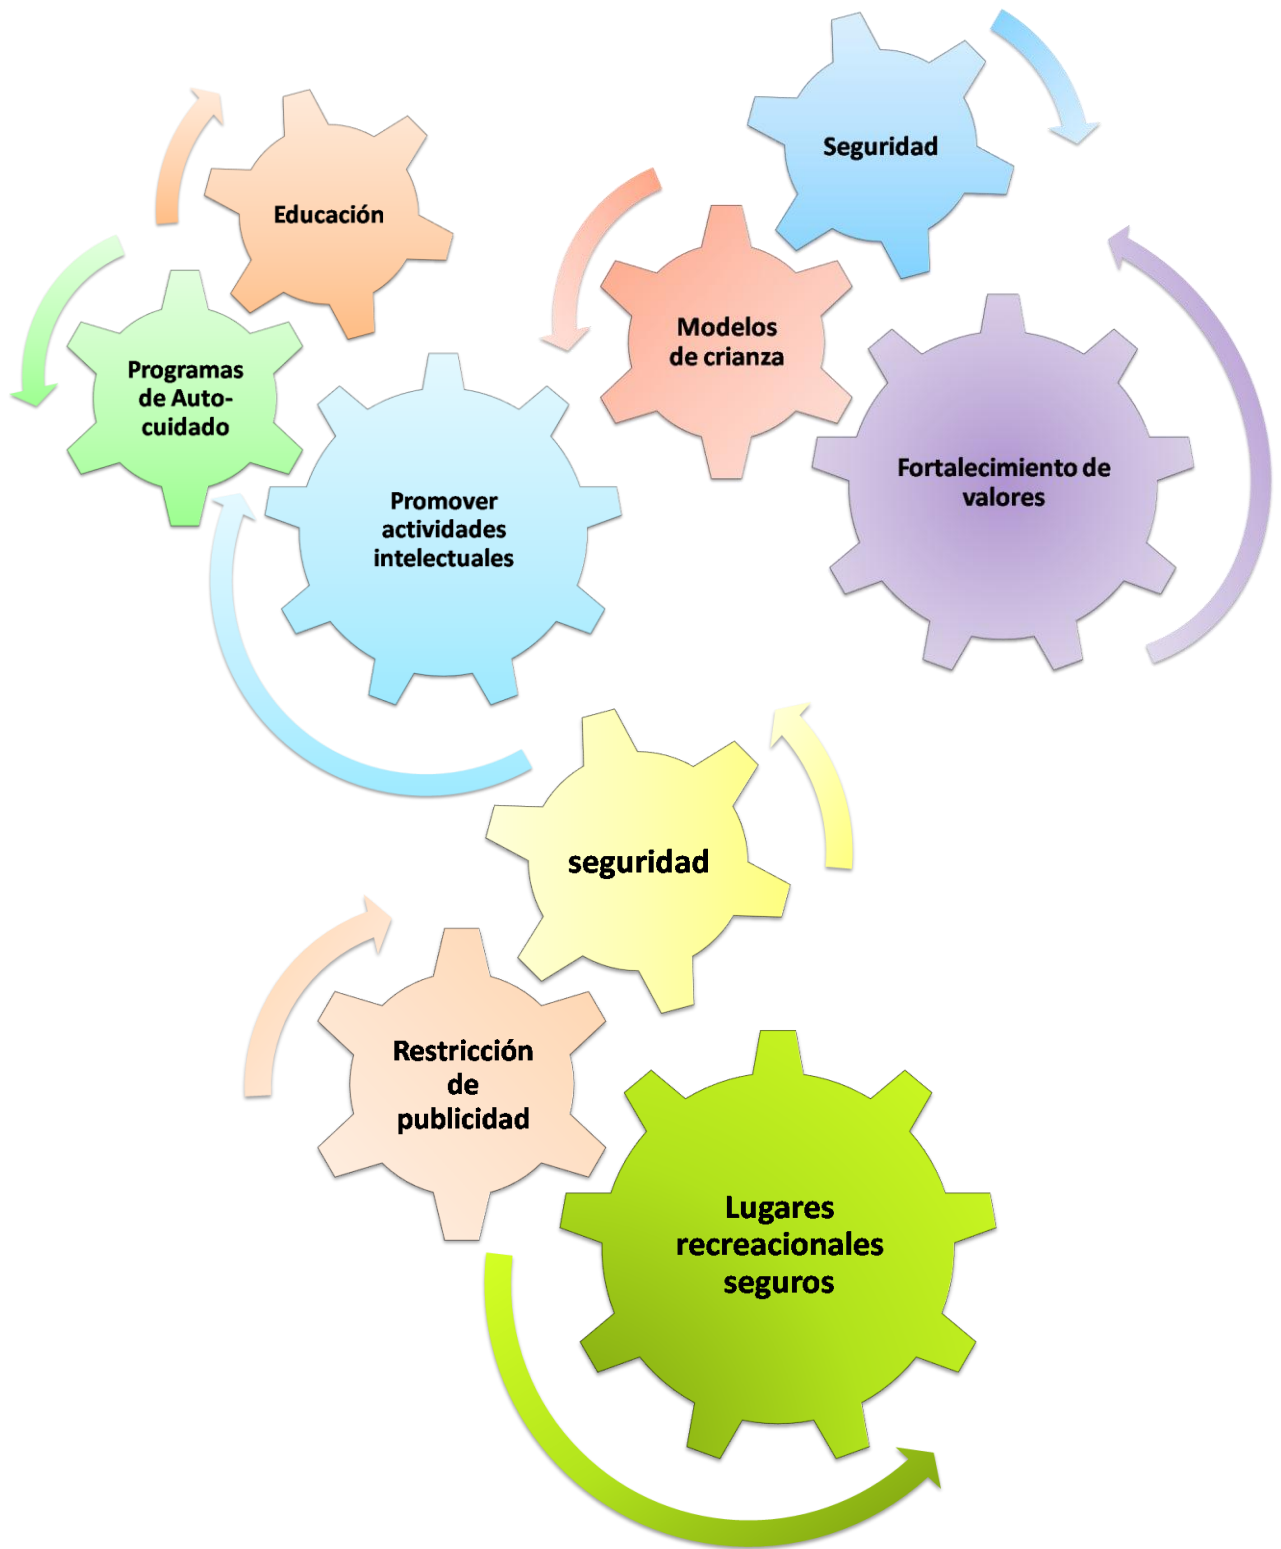 Educación
Programas
de Auto-
cuidado
Promover
actividades
intelectuales
Seguridad
Modelos
de crianza
Fortalecimiento de
valores
seguridad
Restricción
de
publicidad
Lugares
recreacionales
seguros